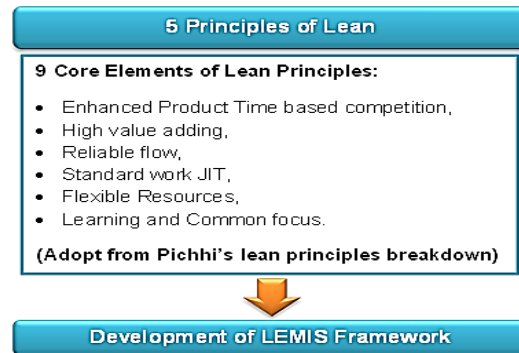 5 Principles of Lean
9 Core Elements of Lean Principles:
• Enhanced Product Time based competition,
• High value adding,
• Reliable flow,
• Standard work JIT,
• Flexible Resources,
• Learning and Common focus.
(Adopt from Pichhi's lean principles breakdown)
Development of LEMIS Framework